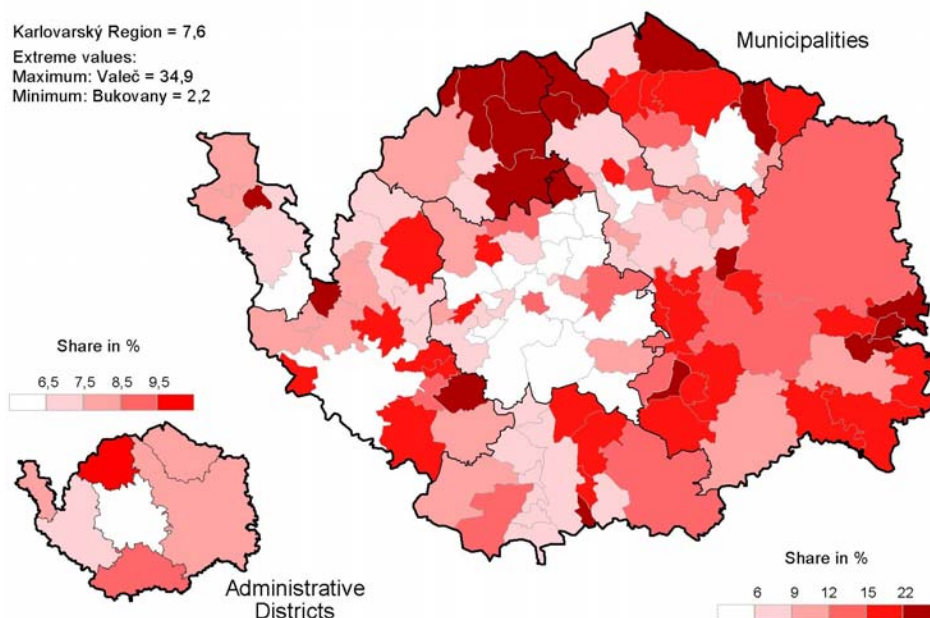 Karlovarský Region = 7,6
Extreme values:
Maximum: Valeč = 34,9
Minimum: Bukovany = 2,2
Municipalities
Share in %
6,5 7,5 8,5 9,5
Administrative
Districts
Share in %
6 9 12 15 22